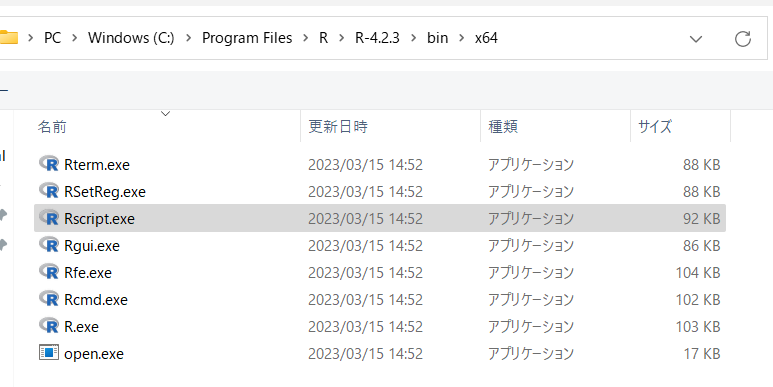 PC > Windows (C:) > Program Files > R > R-4.2.3 > bin > x64
名前 更新日時 種類 サイズ
Rterm.exe 2023/03/15 14:52 アプリケーション 88 KB
RSetReg.exe 2023/03/15 14:52 アプリケーション 88 KB
Rscript.exe 2023/03/15 14:52 アプリケーション 92 KB
Rgui.exe 2023/03/15 14:52 アプリケーション 86 KB
Rfe.exe 2023/03/15 14:52 アプリケーション 104 KB
Rcmd.exe 2023/03/15 14:52 アプリケーション 102 KB
R.exe 2023/03/15 14:52 アプリケーション 103 KB
open.exe 2023/03/15 14:52 アプリケーション 17 KB